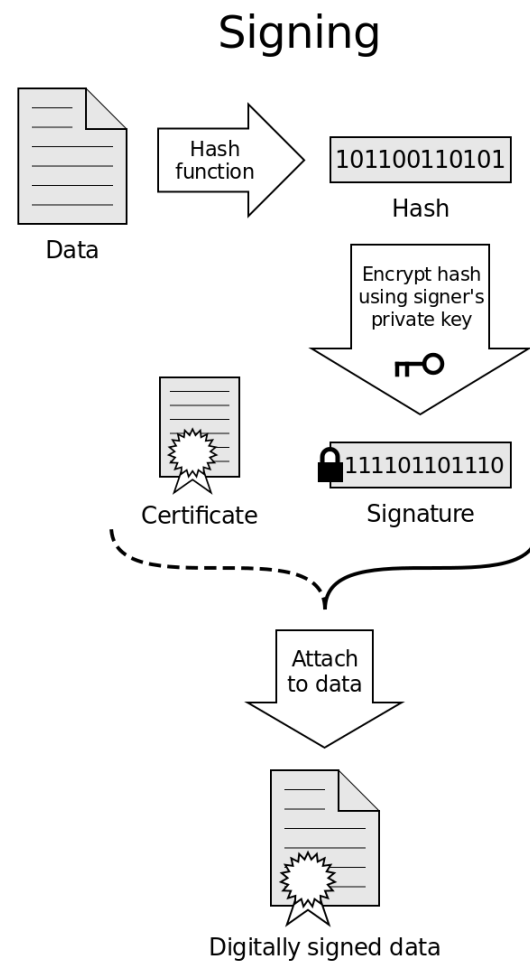 Signing
Hash
function
101100110101
Hash
Data
Encrypt hash
using signer's
private key
111101101110
Certificate
Signature
Attach
to data
Digitally signed data